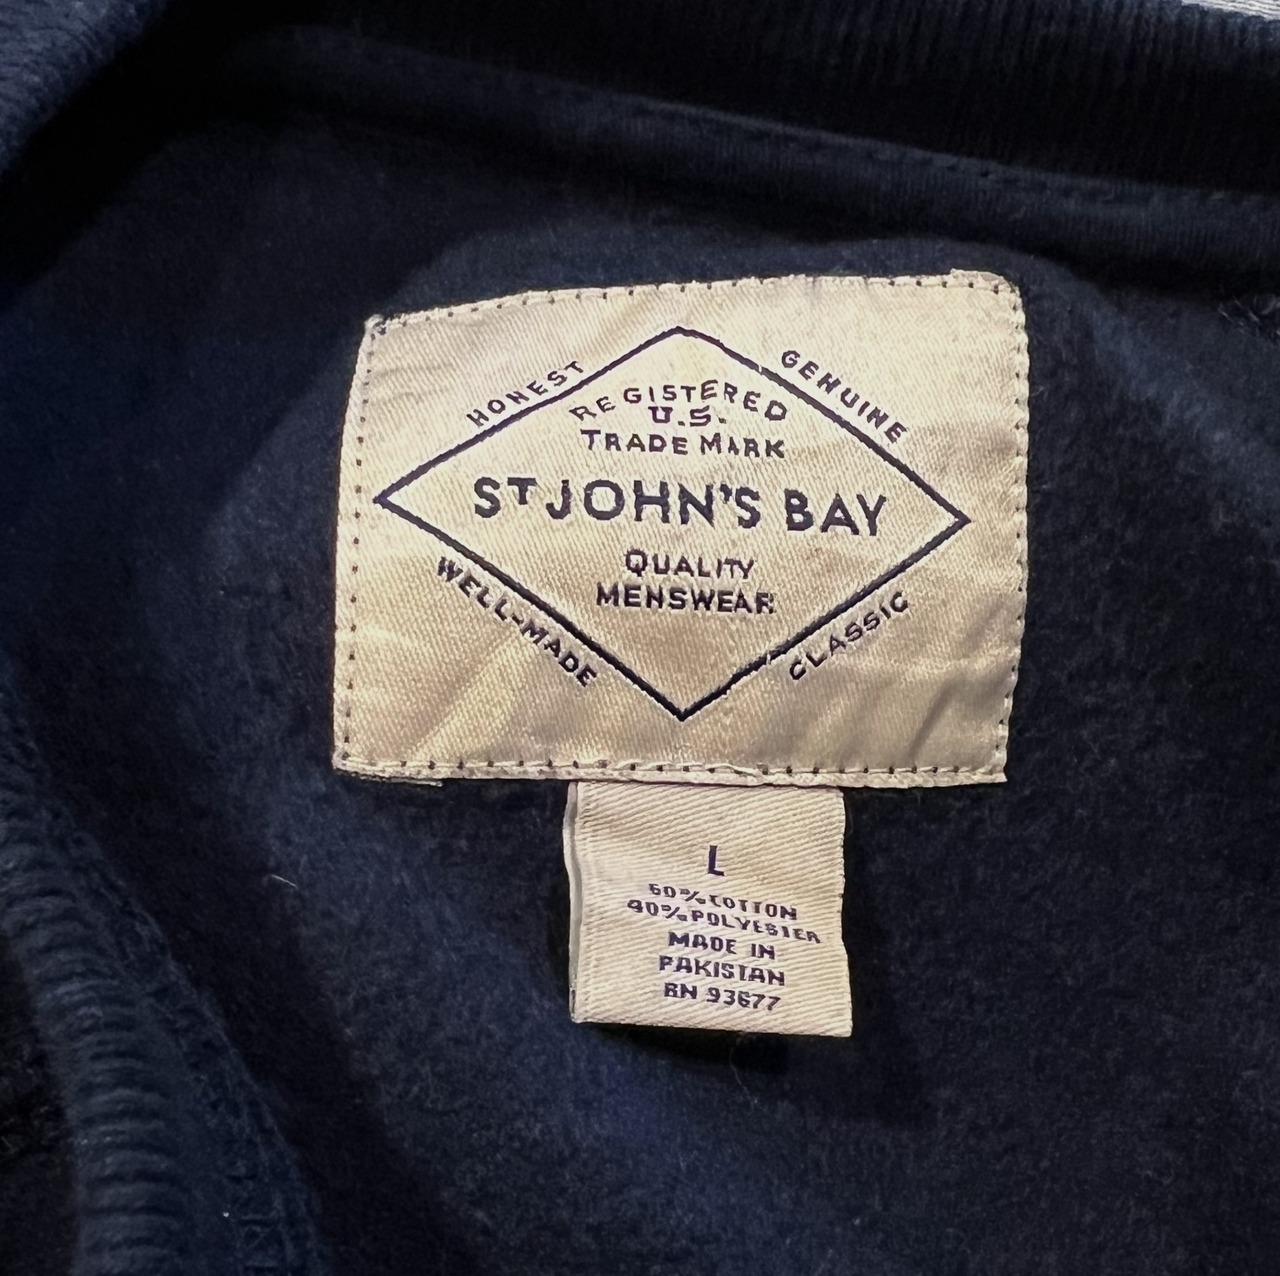 HONEST
GENUINE
REGISTERED
U.S.
TRADE MARK
ST JOHN'S BAY
QUALITY
MENSWEAR
WELL-MADE
CLASSIC
L
60% COTTON
40% POLYESTER
MADE IN
PAKISTAN
RN 93677